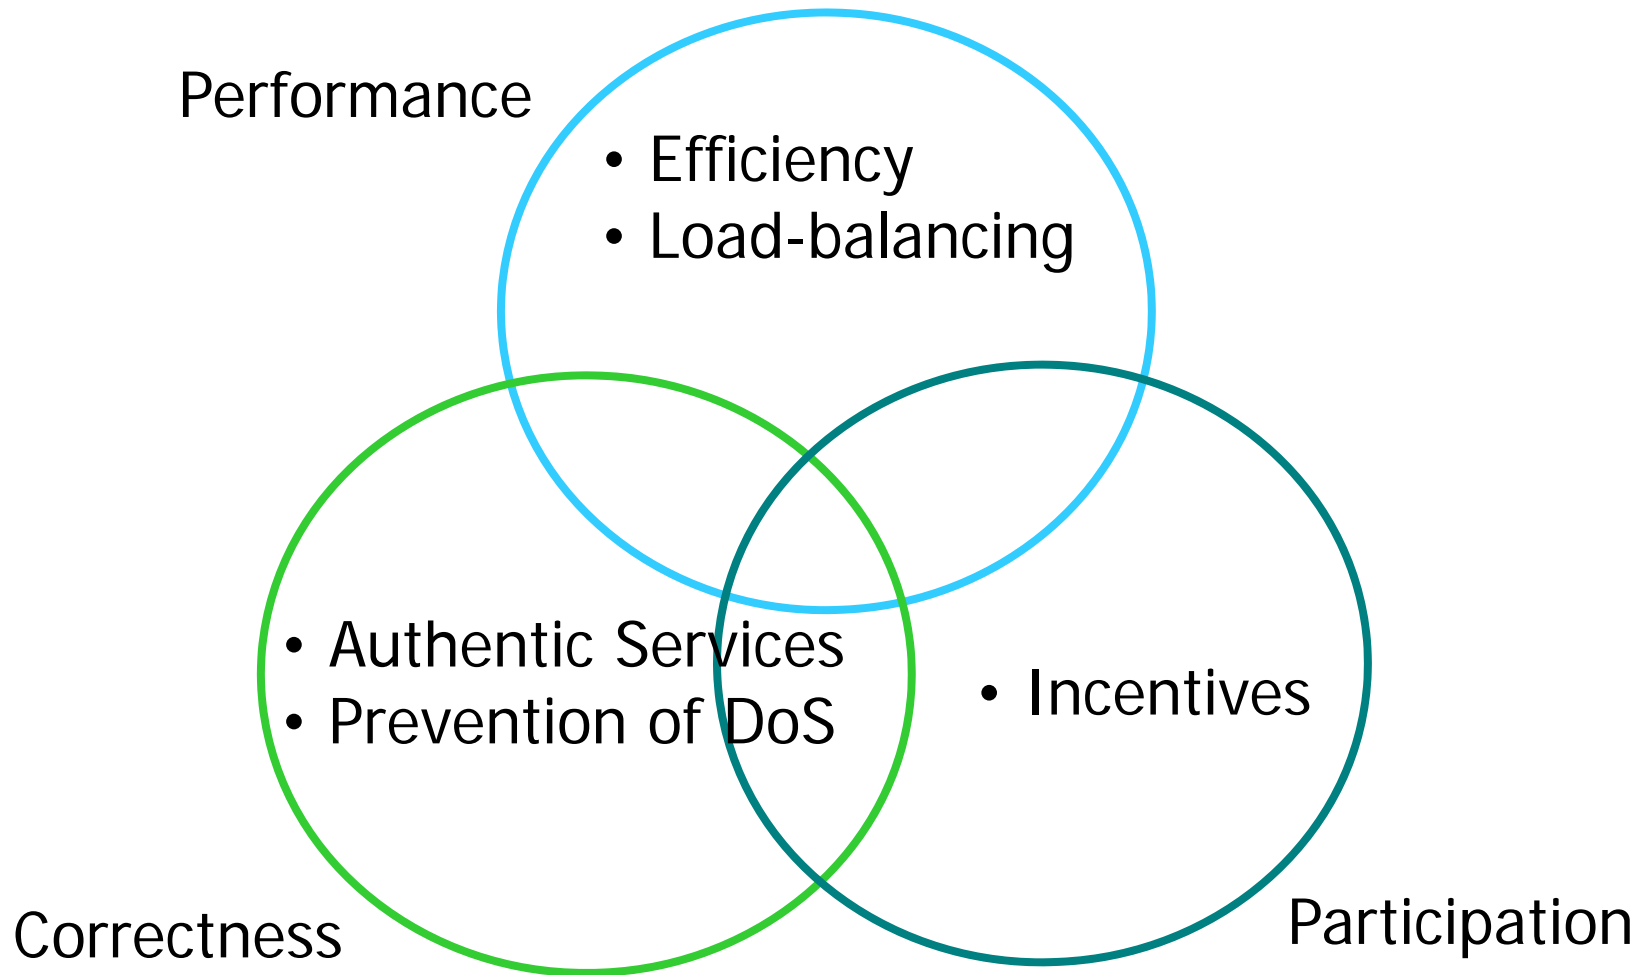 Performance
• Efficiency
• Load-balancing
• Authentic Services
• Prevention of DoS
• Incentives
Correctness
Participation